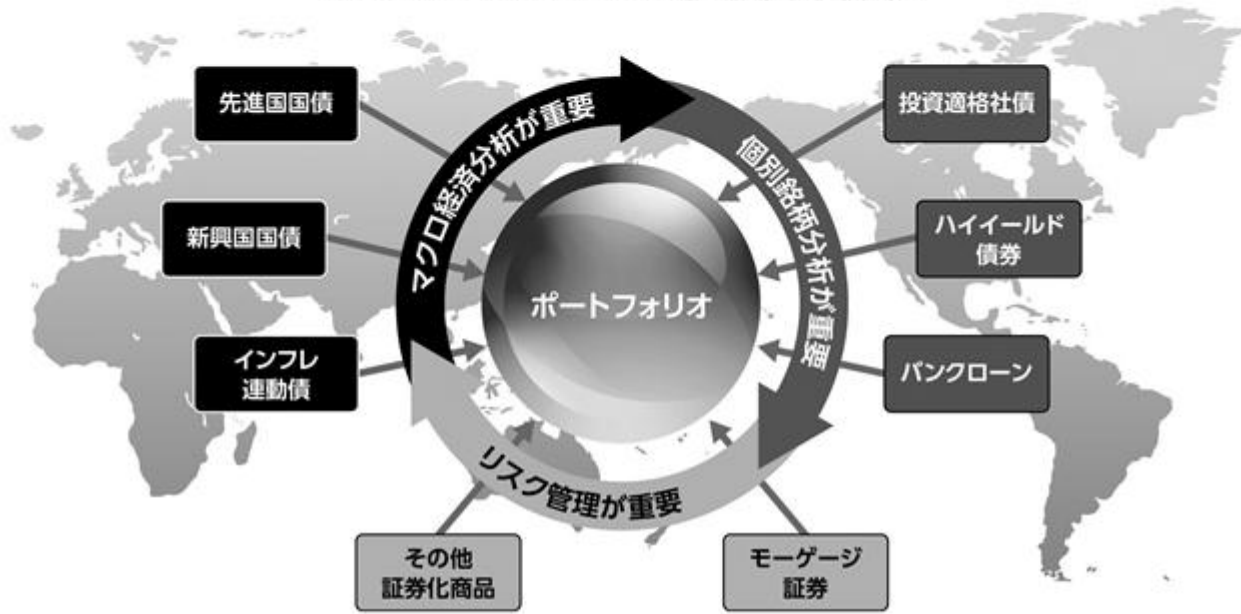 先進国国債
マクロ経済分析が重要
投資適格社債
個別銘柄分析が重要
新興国国債
ハイイールド
債券
ポートフォリオ
インフレ
連動債
バンクローン
リスク管理が重要
その他
証券化商品
モーゲージ
証券